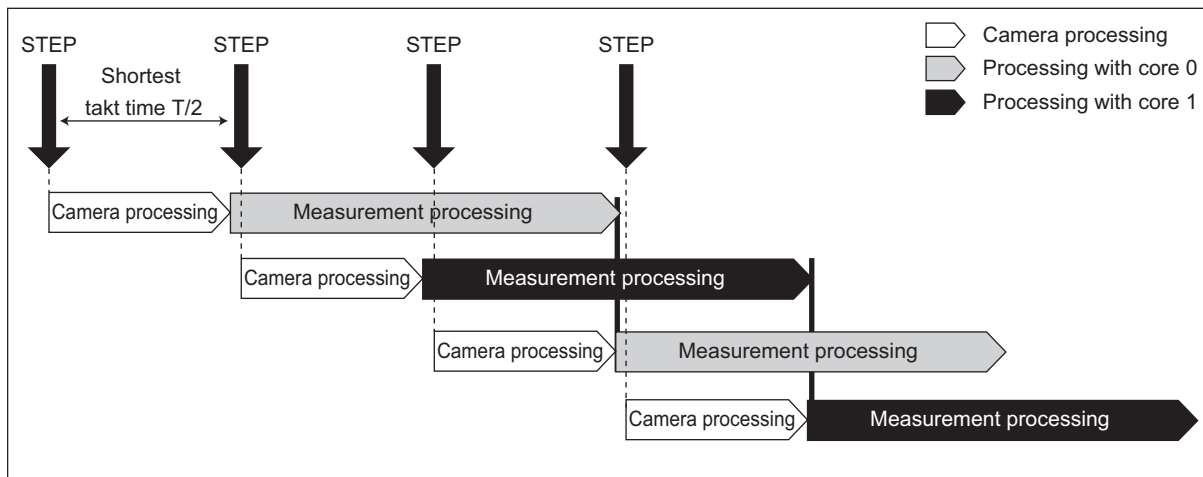 STEP STEP STEP STEP
Shortest
takt time T/2
Camera processing
Processing with core 0
Processing with core 1
Camera processing Measurement processing
Camera processing Measurement processing
Camera processing Measurement processing
Camera processing Measurement processing